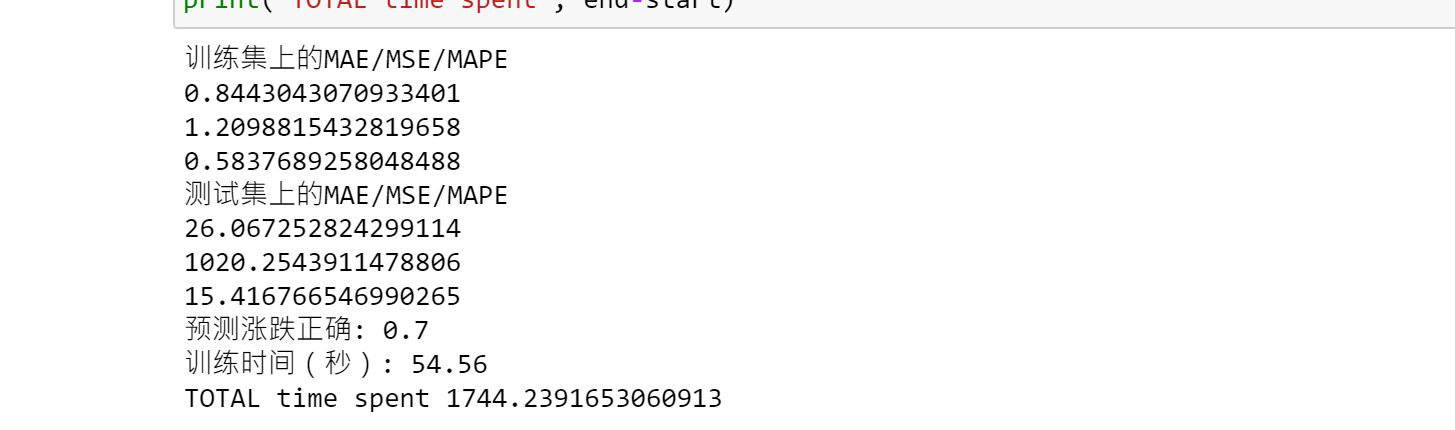 print("TOTAL time spent", end-start)
训练集上的MAE/MSE/MAPE
0.8443043070933401
1.2098815432819658
0.5837689258048488
测试集上的MAE/MSE/MAPE
26.067252824299114
1020.2543911478806
15.416766546990265
预测涨跌正确: 0.7
训练时间（秒）: 54.56
TOTAL time spent 1744.2391653060913